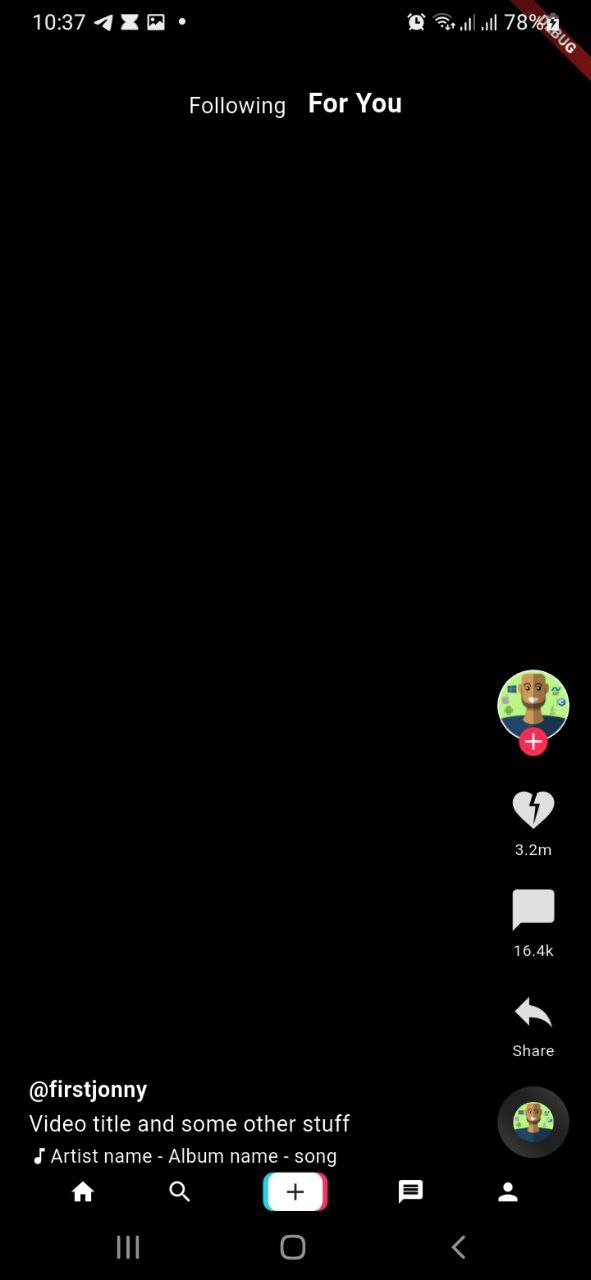 10:37
78%
Following For You
3.2m
16.4k
Share
@firstjonny
Video title and some other stuff
Artist name - Album name - song